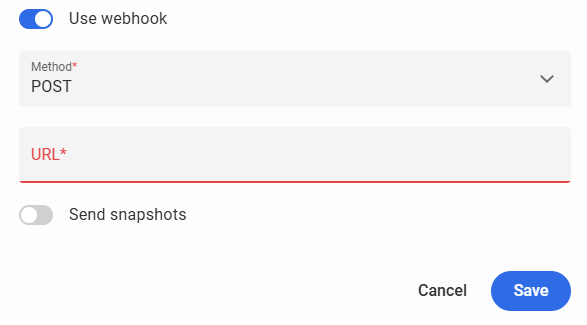 Use webhook
Method*
POST
URL*
Send snapshots
Cancel Save